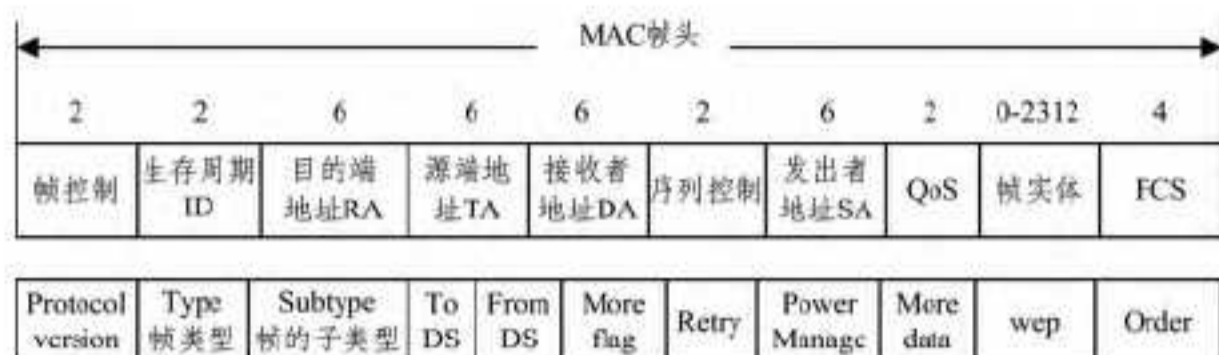 MAC帧头
2 2 6 6 6 2 6 2 0-2312 4
帧控制 生存周期 ID 目的端 地址RA 源端地 址TA 接收者 地址DA 序列控制 发出者 地址SA QoS 帧实体 FCS
Protocol version Type 帧类型 Subtype 帧的子类型 To DS From DS More flag Retry Power Manage More data wep Order